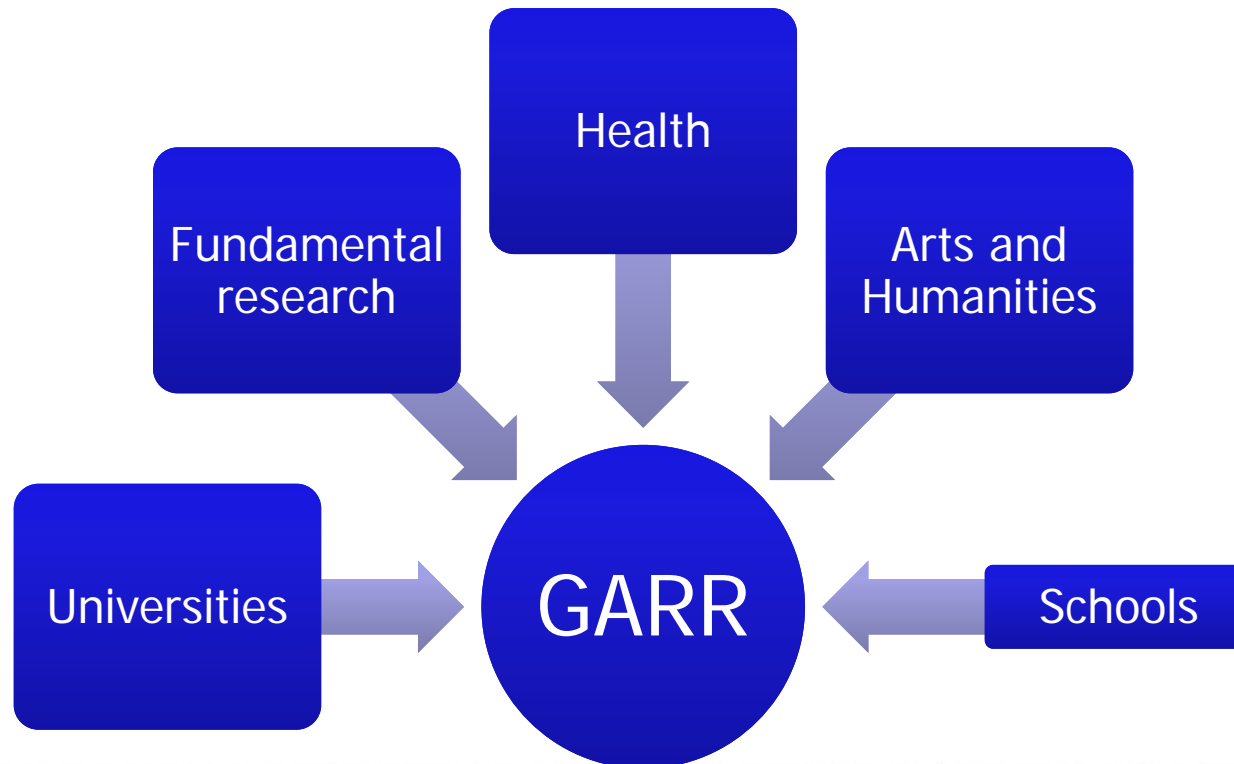 Health
Fundamental
research
Arts and
Humanities
Universities
GARR
Schools